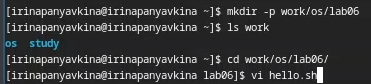 [irinapanyavkina@irinapanyavkina ~]$ mkdir -p work/os/lab06
[irinapanyavkina@irinapanyavkina ~]$ ls work
os study
[irinapanyavkina@irinapanyavkina ~]$ cd work/os/lab06/
[irinapanyavkina@irinapanyavkina lab06]$ vi hello.sh